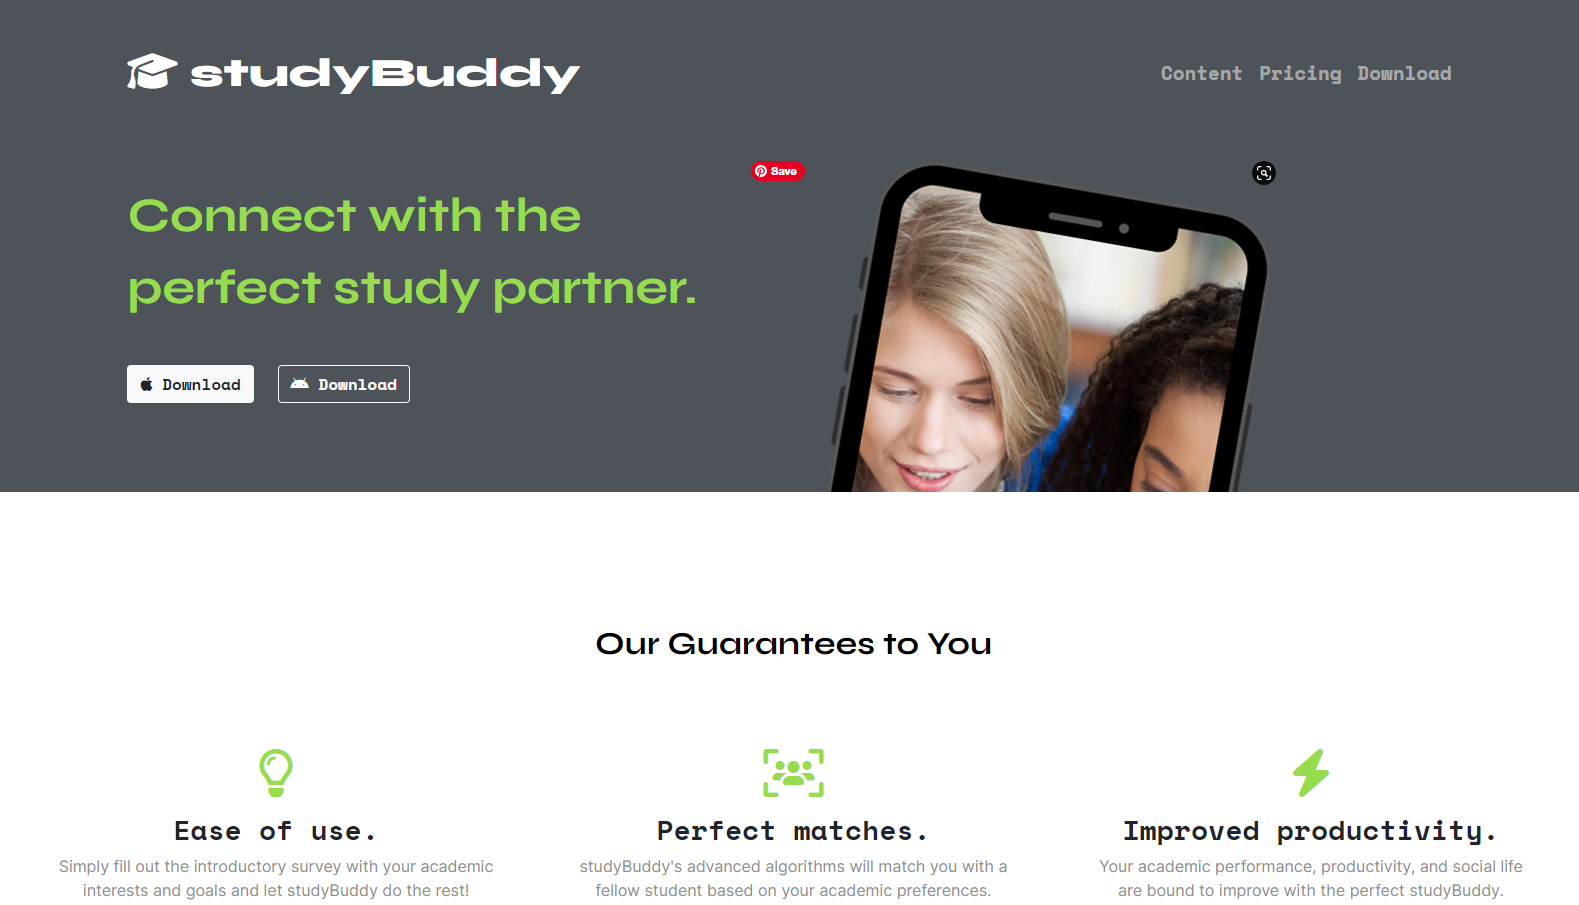 studyBuddy
Content Pricing Download
Save
Connect with the
perfect study partner.
Download
Download
Our Guarantees to You
Ease of use.
Simply fill out the introductory survey with your academic
interests and goals and let studyBuddy do the rest!
Perfect matches.
studyBuddy's advanced algorithms will match you with a
fellow student based on your academic preferences.
Improved productivity.
Your academic performance, productivity, and social life
are bound to improve with the perfect studyBuddy.